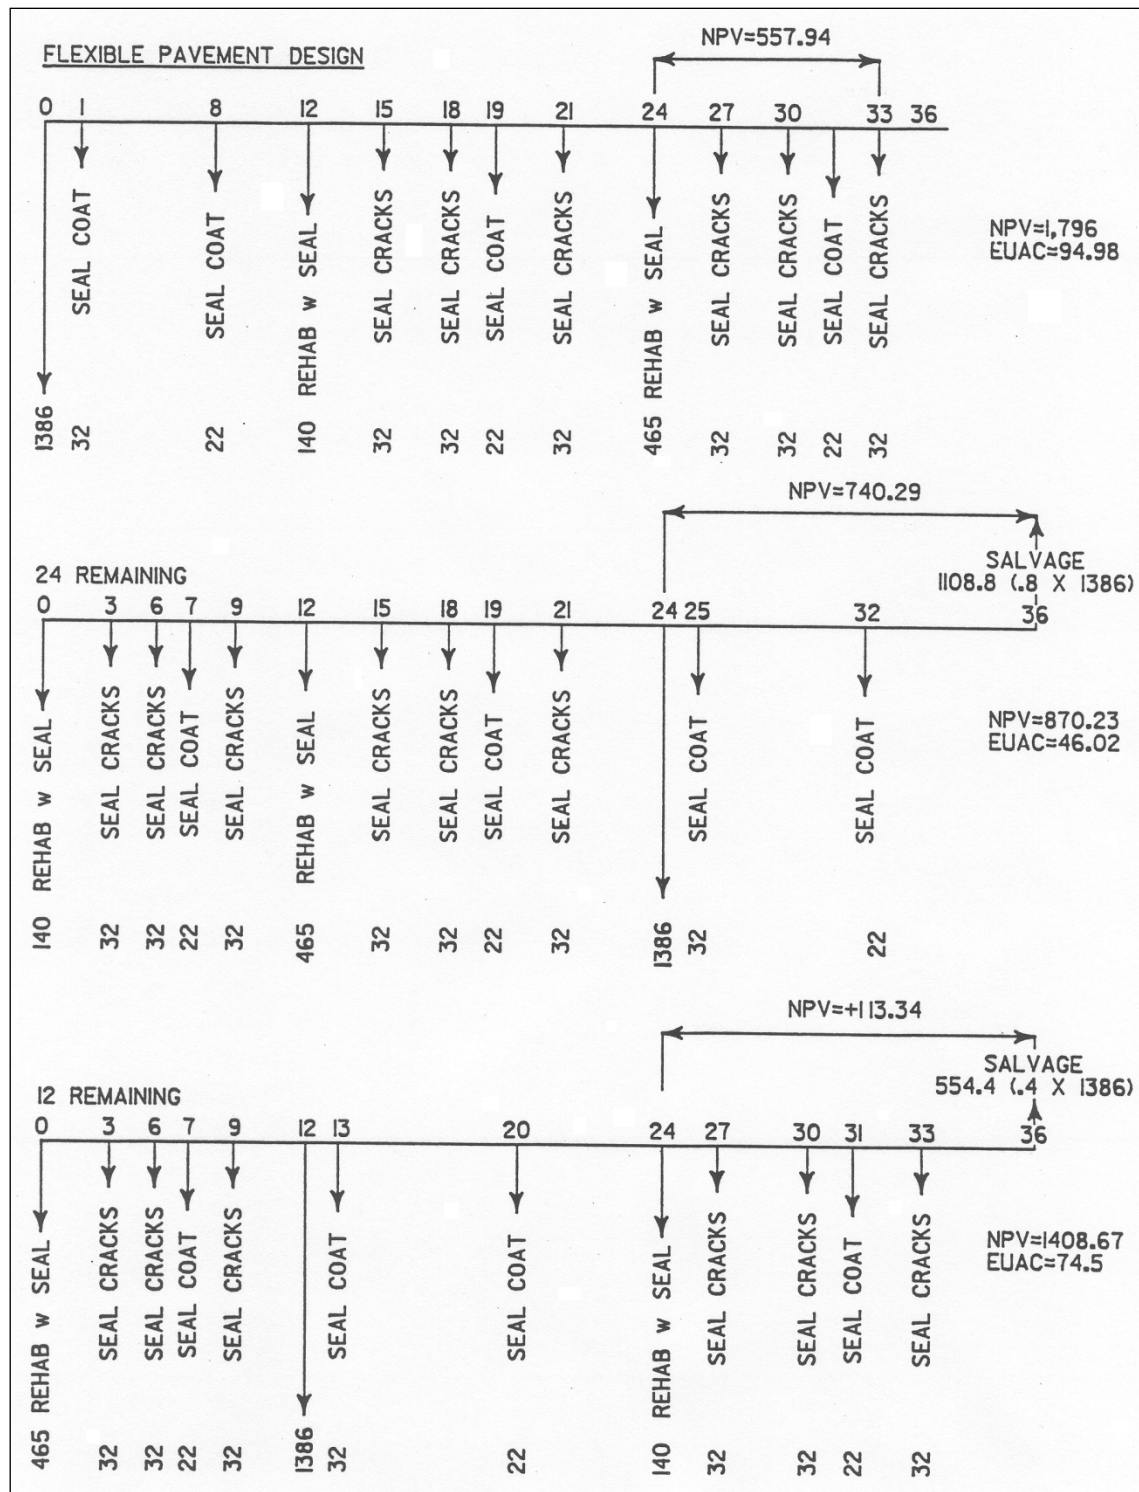 FLEXIBLE PAVEMENT DESIGN
NPV=557.94
0 1 8 12 15 18 19 21 24 27 30 33 36
SEAL COAT
SEAL COAT
REHAB w SEAL
SEAL CRACKS
SEAL CRACKS
SEAL COAT
SEAL CRACKS
REHAB w SEAL
SEAL CRACKS
SEAL CRACKS
SEAL COAT
SEAL CRACKS
NPV=1,796
EUAC=94.98
1386 32 22 140 32 32 22 32 465 32 32 22 32
NPV=740.29
SALVAGE
1108.8 (.8 X 1386)
24 REMAINING
0 3 6 7 9 12 15 18 19 21 24 25 32 36
REHAB w SEAL
SEAL CRACKS
SEAL CRACKS
SEAL COAT
SEAL CRACKS
REHAB w SEAL
SEAL CRACKS
SEAL CRACKS
SEAL COAT
SEAL CRACKS
SEAL COAT
SEAL COAT
NPV=870.23
EUAC=46.02
140 32 32 22 32 465 32 32 22 32 1386 32 22
NPV=+113.34
SALVAGE
554.4 (.4 X 1386)
12 REMAINING
0 3 6 7 9 12 13 20 24 27 30 31 33 36
REHAB w SEAL
SEAL CRACKS
SEAL CRACKS
SEAL COAT
SEAL CRACKS
SEAL COAT
SEAL COAT
REHAB w SEAL
SEAL CRACKS
SEAL CRACKS
SEAL COAT
SEAL CRACKS
NPV=1408.67
EUAC=74.5
465 32 32 22 32 1386 32 22 140 32 32 22 32